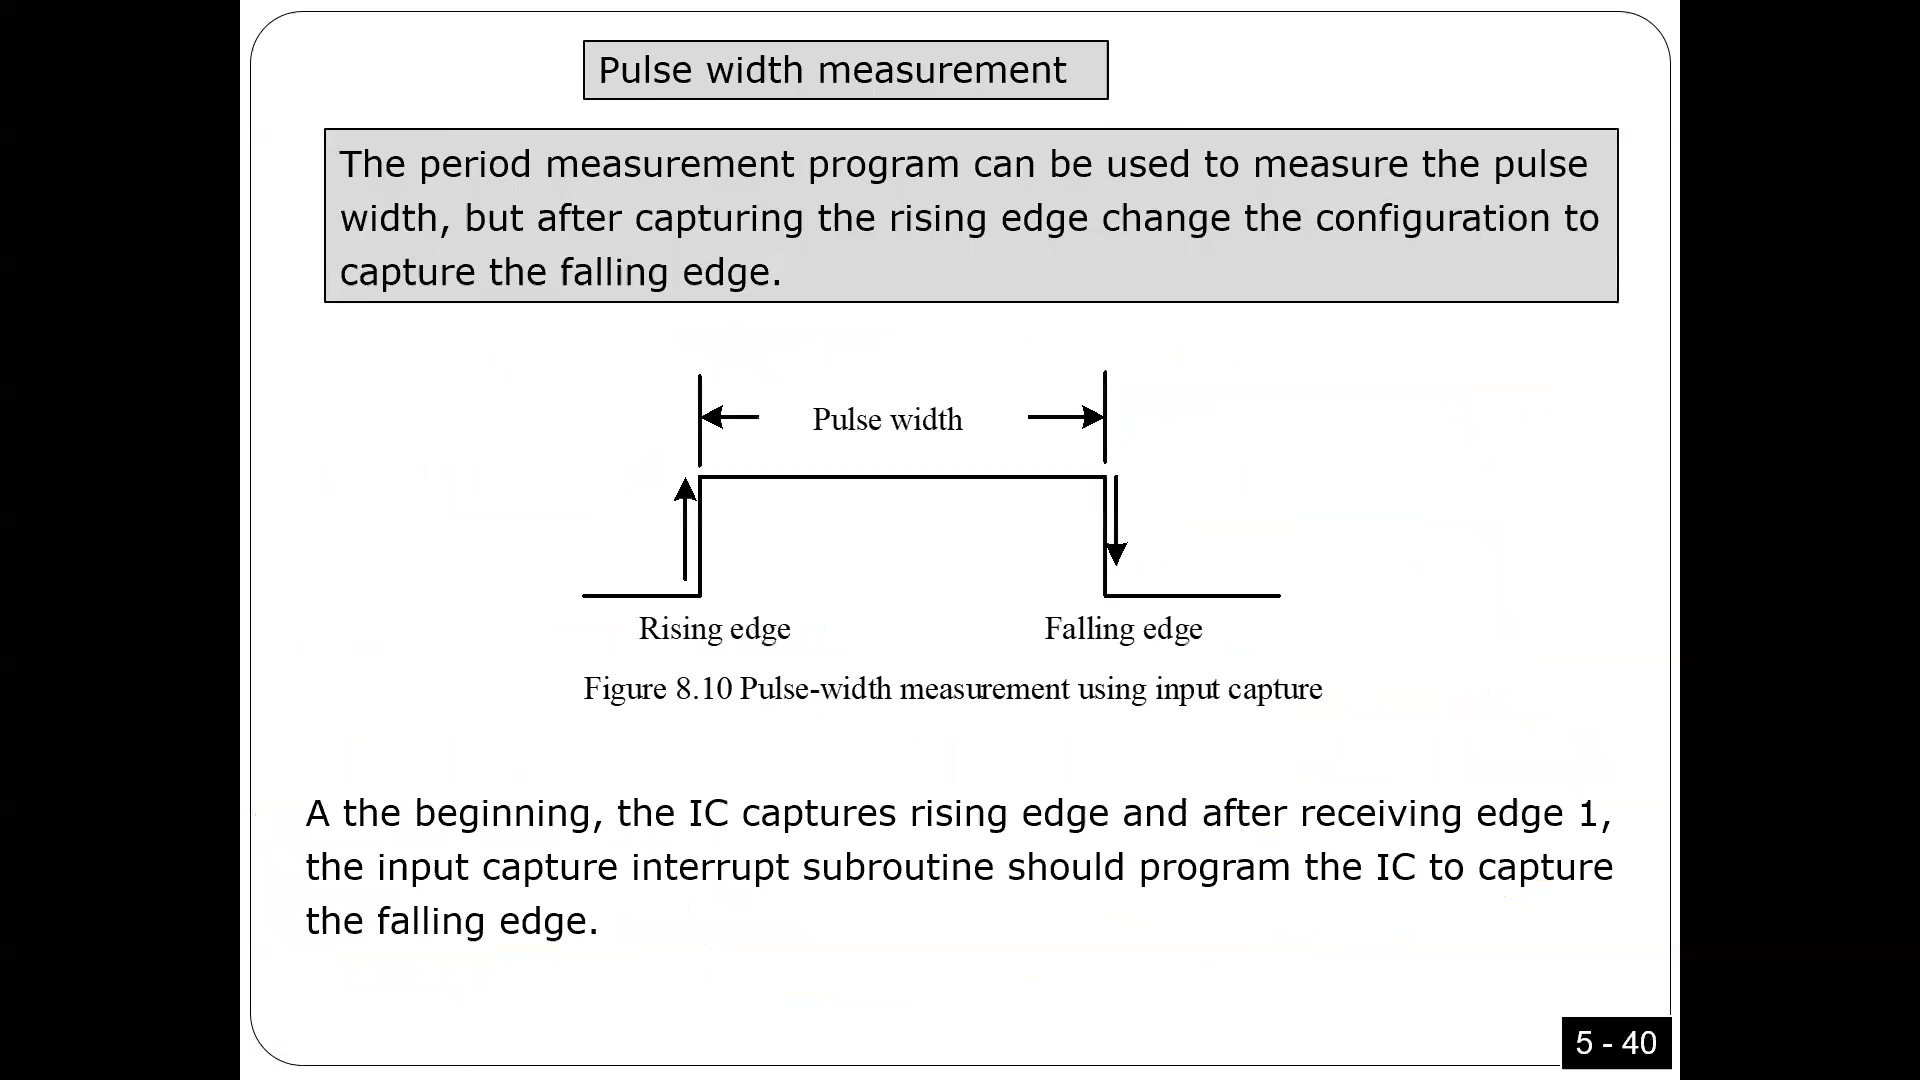 Pulse width measurement
The period measurement program can be used to measure the pulse
width, but after capturing the rising edge change the configuration to
capture the falling edge.
Pulse width
Rising edge
Falling edge
Figure 8.10 Pulse-width measurement using input capture
A the beginning, the IC captures rising edge and after receiving edge 1,
the input capture interrupt subroutine should program the IC to capture
the falling edge.
5 - 40